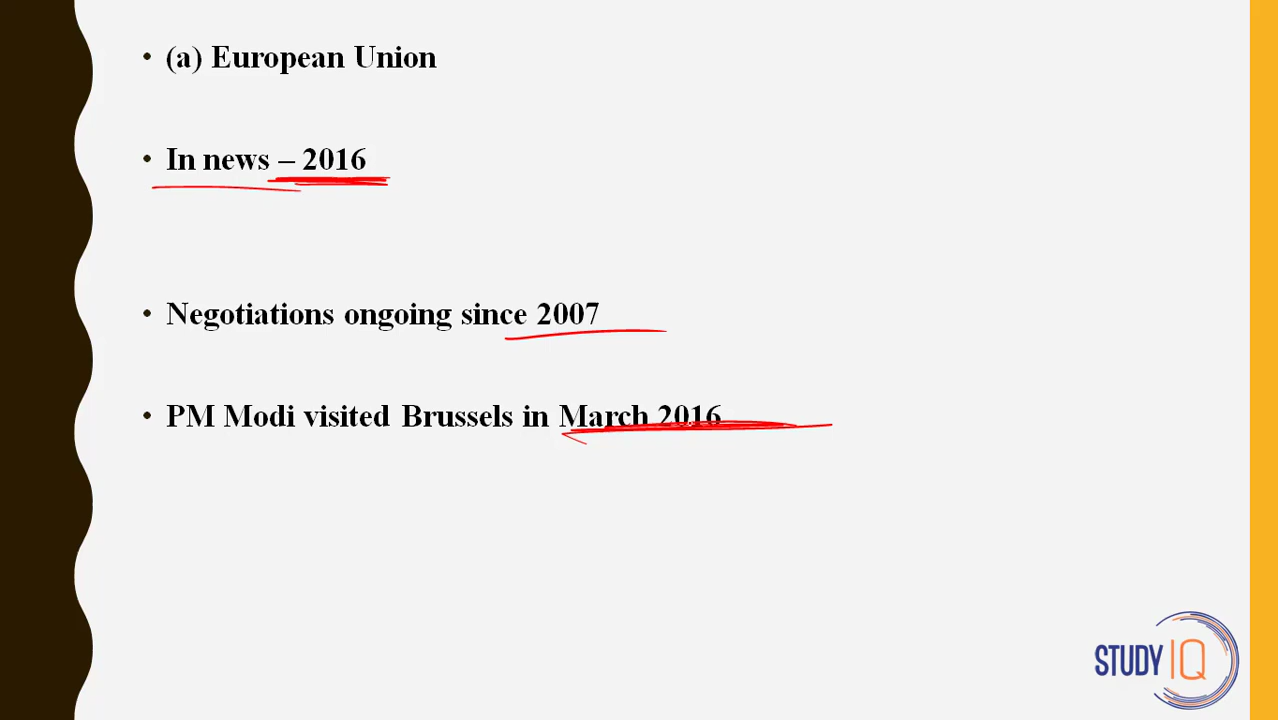 • (a) European Union
• In news – 2016
• Negotiations ongoing since 2007
• PM Modi visited Brussels in March 2016
STUDY IQ